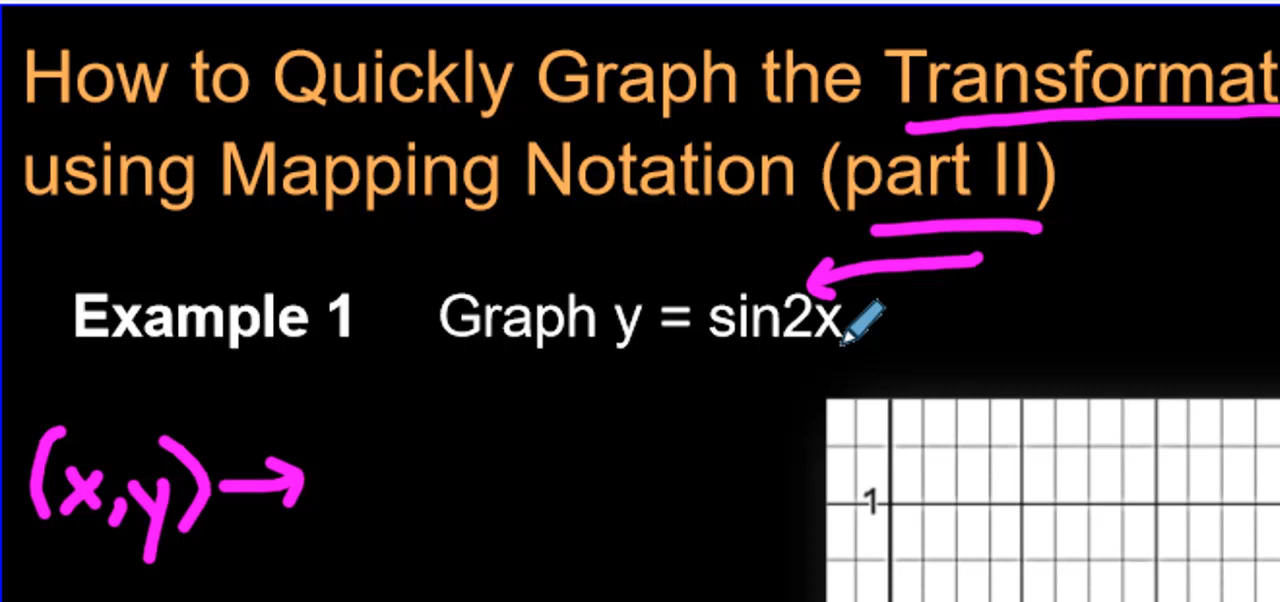 How to Quickly Graph the Transformat
using Mapping Notation (part II)
Example 1 Graph y = sin2x
(x,y)→
1